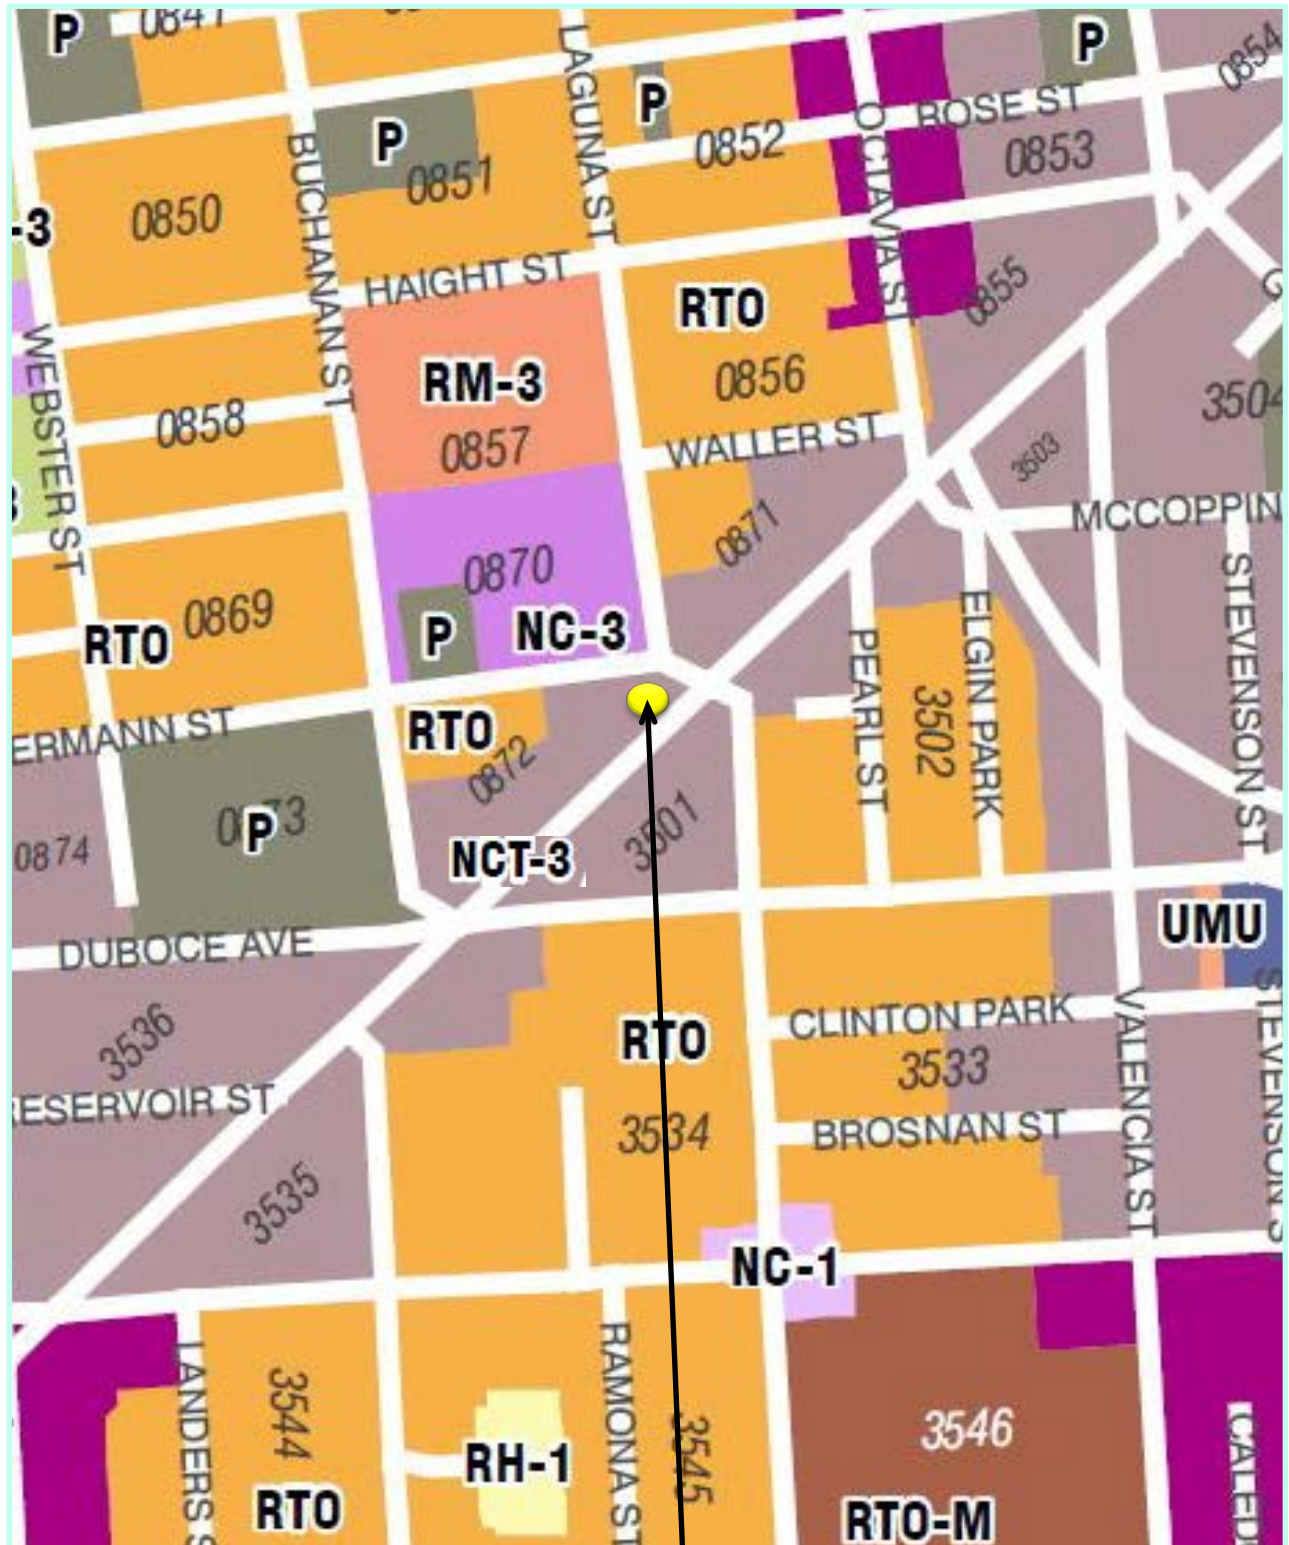 P
0841
LAGUNA ST
P
0854
P
OCTAVIA ST
ROSE ST
BUCHANAN ST
P
0852
0853
0851
0850
-3
HAIGHT ST
RTO
0855
WEBSTER ST
RM-3
0856
3504
0858
0857
WALLER ST
3503
MCCOPPIN
0871
STEVENSON ST
0870
0869
RTO
P
NC-3
PEARL ST
ELGIN PARK
3502
ERMANN ST
RTO
0872
0873
P
3501
0874
NCT-3
UMU
DUBOCE AVE
STEVENSON S
3536
RTO
CLINTON PARK
VALENCIA ST
3533
RESERVOIR ST
3534
BROSNAN ST
3535
NC-1
LANDERS S
RAMONA ST
3544
3545
3546
CALED
RH-1
RTO
RTO-M